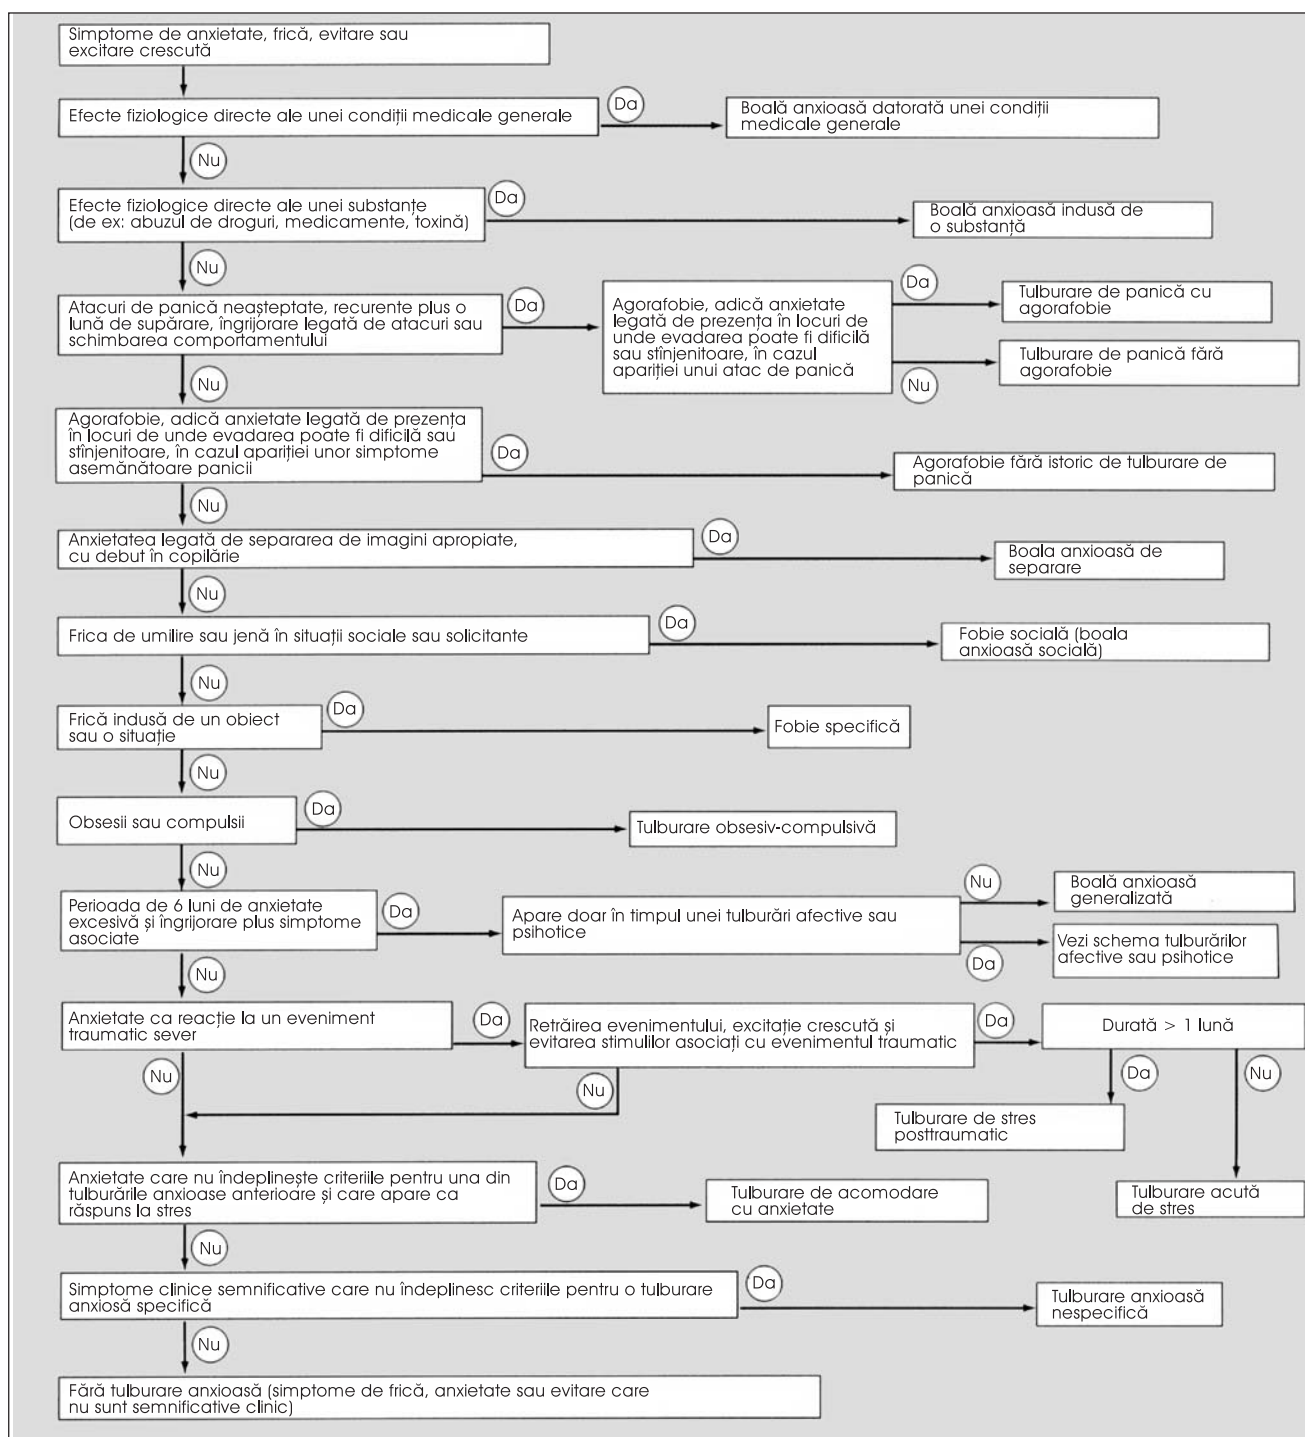 Simptome de anxietate, frică, evitare sau
excitare crescută
Efecte fiziologice directe ale unei condiții medicale generale
Da
Boală anxioasă datorată unei condiții
medicale generale
Nu
Efecte fiziologice directe ale unei substanțe
(de ex: abuzul de droguri, medicamente, toxină)
Da
Boală anxioasă indusă de
o substanță
Nu
Atacuri de panică neașteptate, recurente plus o
lună de supărare, îngrijorare legată de atacuri sau
schimbarea comportamentului
Da
Agorafobie, adică anxietate
legată de prezența în locuri de
unde evadarea poate fi dificilă
sau stînjenitoare, în cazul
apariției unui atac de panică
Da
Tulburare de panică cu
agorafobie
Nu
Tulburare de panică fără
agorafobie
Nu
Agorafobie, adică anxietate legată de prezența
în locuri de unde evadarea poate fi dificilă sau
stînjenitoare, în cazul apariției unor simptome
asemănătoare panicii
Da
Agorafobie fără istoric de tulburare de
panică
Nu
Anxietatea legată de separarea de imagini apropiate,
cu debut în copilărie
Da
Boala anxioasă de
separare
Nu
Frica de umilire sau jenă în situații sociale sau solicitante
Da
Fobie socială (boala
anxioasă socială)
Nu
Frică indusă de un obiect
sau o situație
Da
Fobie specifică
Nu
Obsesii sau compulsii
Da
Tulburare obsesiv-compulsivă
Nu
Perioada de 6 luni de anxietate
excesivă și îngrijorare plus simptome
asociate
Da
Apare doar în timpul unei tulburări afective sau
psihotice
Nu
Boală anxioasă
generalizată
Da
Vezi schema tulburărilor
afective sau psihotice
Nu
Anxietate ca reacție la un eveniment
traumatic sever
Da
Retrăirea evenimentului, excitație crescută și
evitarea stimulilor asociați cu evenimentul traumatic
Da
Durată > 1 lună
Nu
Nu
Da
Nu
Tulburare de stres
posttraumatic
Tulburare acută
de stres
Anxietate care nu îndeplinește criteriile pentru una din
tulburările anxioase anterioare și care apare ca
răspuns la stres
Da
Tulburare de acomodare
cu anxietate
Nu
Simptome clinice semnificative care nu îndeplinesc criteriile pentru o tulburare
anxiosă specifică
Da
Tulburare anxioasă
nespecifică
Nu
Fără tulburare anxioasă (simptome de frică, anxietate sau evitare care
nu sunt semnificative clinic)